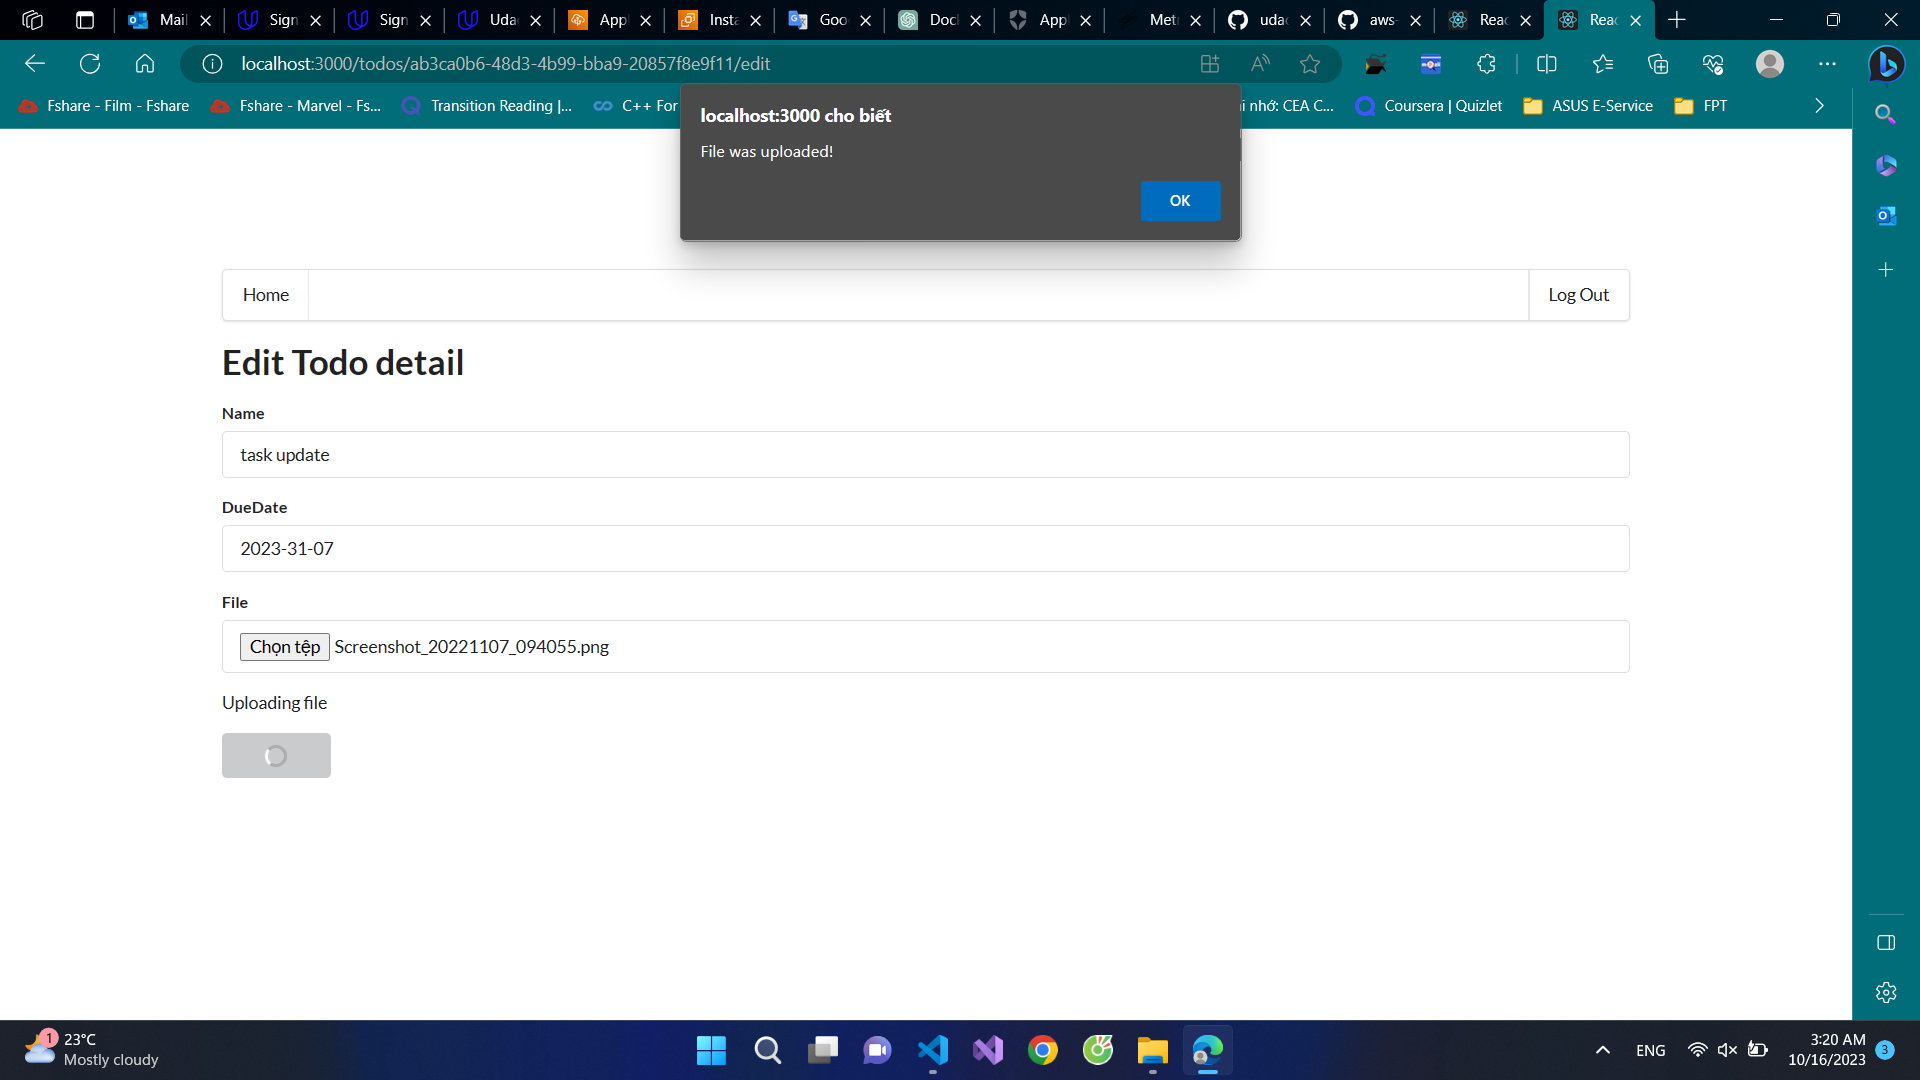 Mail
Sign
Sign
Uda
App
Insta
Goo
Docl
Appl
Met
udac
aws-
Reac
Reac
localhost:3000/todos/ab3ca0b6-48d3-4b99-bba9-20857f8e9f11/edit
Fshare - Film - Fshare
Fshare - Marvel - Fs...
Transition Reading |...
C++ For
ni nhớ: CEA C...
Coursera | Quizlet
ASUS E-Service
FPT
localhost:3000 cho biết
File was uploaded!
OK
Home
Log Out
Edit Todo detail
Name
task update
DueDate
2023-31-07
File
Chọn tệp Screenshot_20221107_094055.png
Uploading file
1
23°C
Mostly cloudy
ENG
3:20 AM
10/16/2023
3